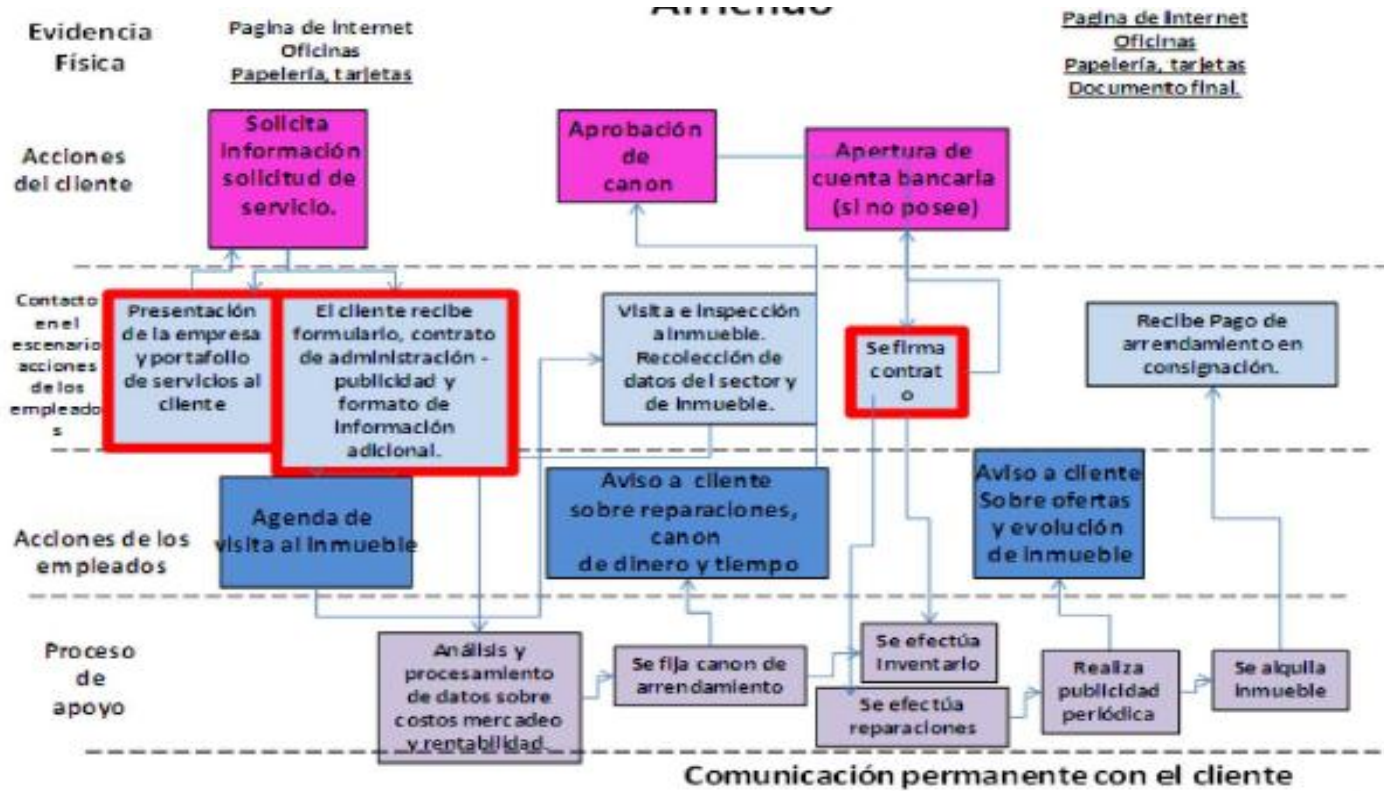 Arriendo
Evidencia
Física
Pagina de internet
Oficinas
Papelería, tarjetas
Pagina de internet
Oficinas
Papelería, tarjetas
Documento final.
Acciones
del cliente
Solicita
información
solicitud de
servicio.
Aprobación
de
canon
Apertura de
cuenta bancaria
(si no posee)
Contacto
en el
escenario
acciones
de los
empleado
s
Presentación
de la empresa
y portafolio
de servicios al
cliente
El cliente recibe
formulario, contrato
de administración -
publicidad y
formato de
información
adicional.
Visita e inspección
a inmueble.
Recolección de
datos del sector y
de inmueble.
Se firma
contrat
o
Recibe Pago de
arrendamiento en
consignación.
Acciones de los
empleados
Agenda de
visita al inmueble
Aviso a cliente
sobre reparaciones,
canon
de dinero y tiempo
Aviso a cliente
Sobre ofertas
y evolución
de inmueble
Proceso
de
apoyo
Análisis y
procesamiento
de datos sobre
costos mercadeo
y rentabilidad.
Se fija canon de
arrendamiento
Se efectúa
Inventario
Se efectúa
reparaciones
Realiza
publicidad
periódica
Se alquila
inmueble
Comunicación permanente con el cliente